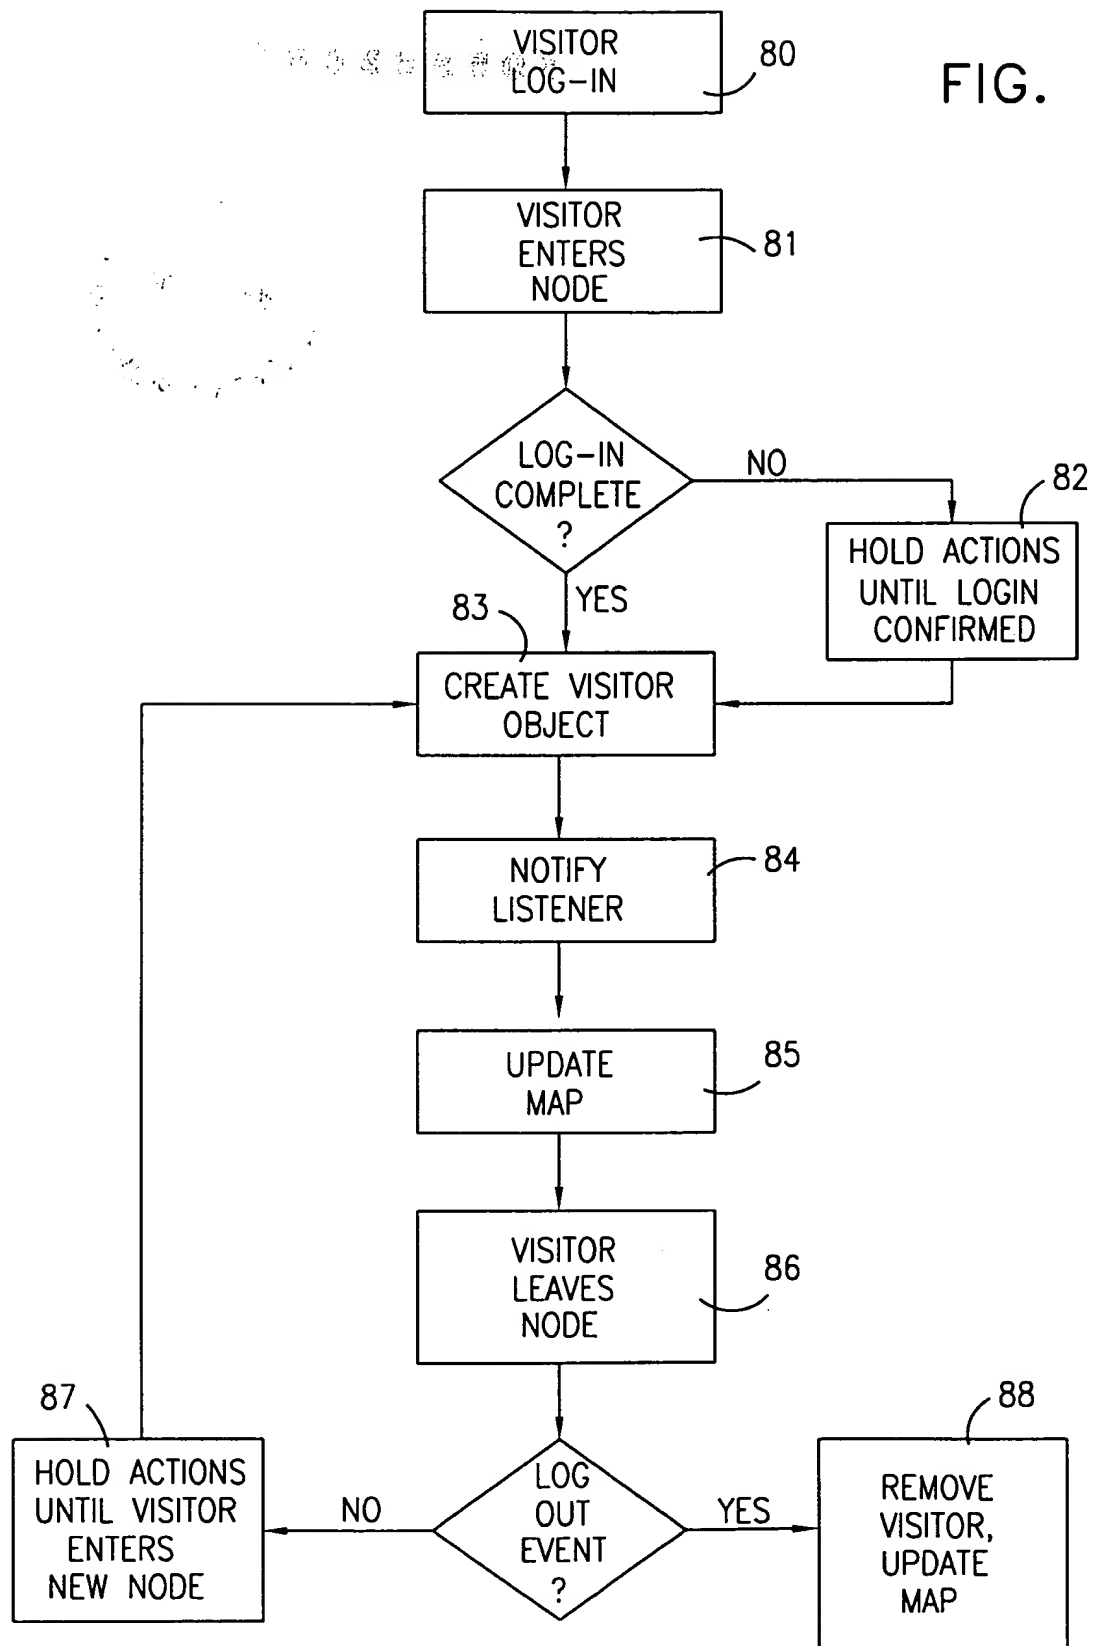 VISITOR
LOG-IN
80
FIG.
VISITOR
ENTERS
NODE
81
LOG-IN
COMPLETE
?
NO
YES
82
HOLD ACTIONS
UNTIL LOGIN
CONFIRMED
83
CREATE VISITOR
OBJECT
NOTIFY
LISTENER
84
UPDATE
MAP
85
VISITOR
LEAVES
NODE
86
87
HOLD ACTIONS
UNTIL VISITOR
ENTERS
NEW NODE
NO
LOG
OUT
EVENT
?
YES
88
REMOVE
VISITOR,
UPDATE
MAP